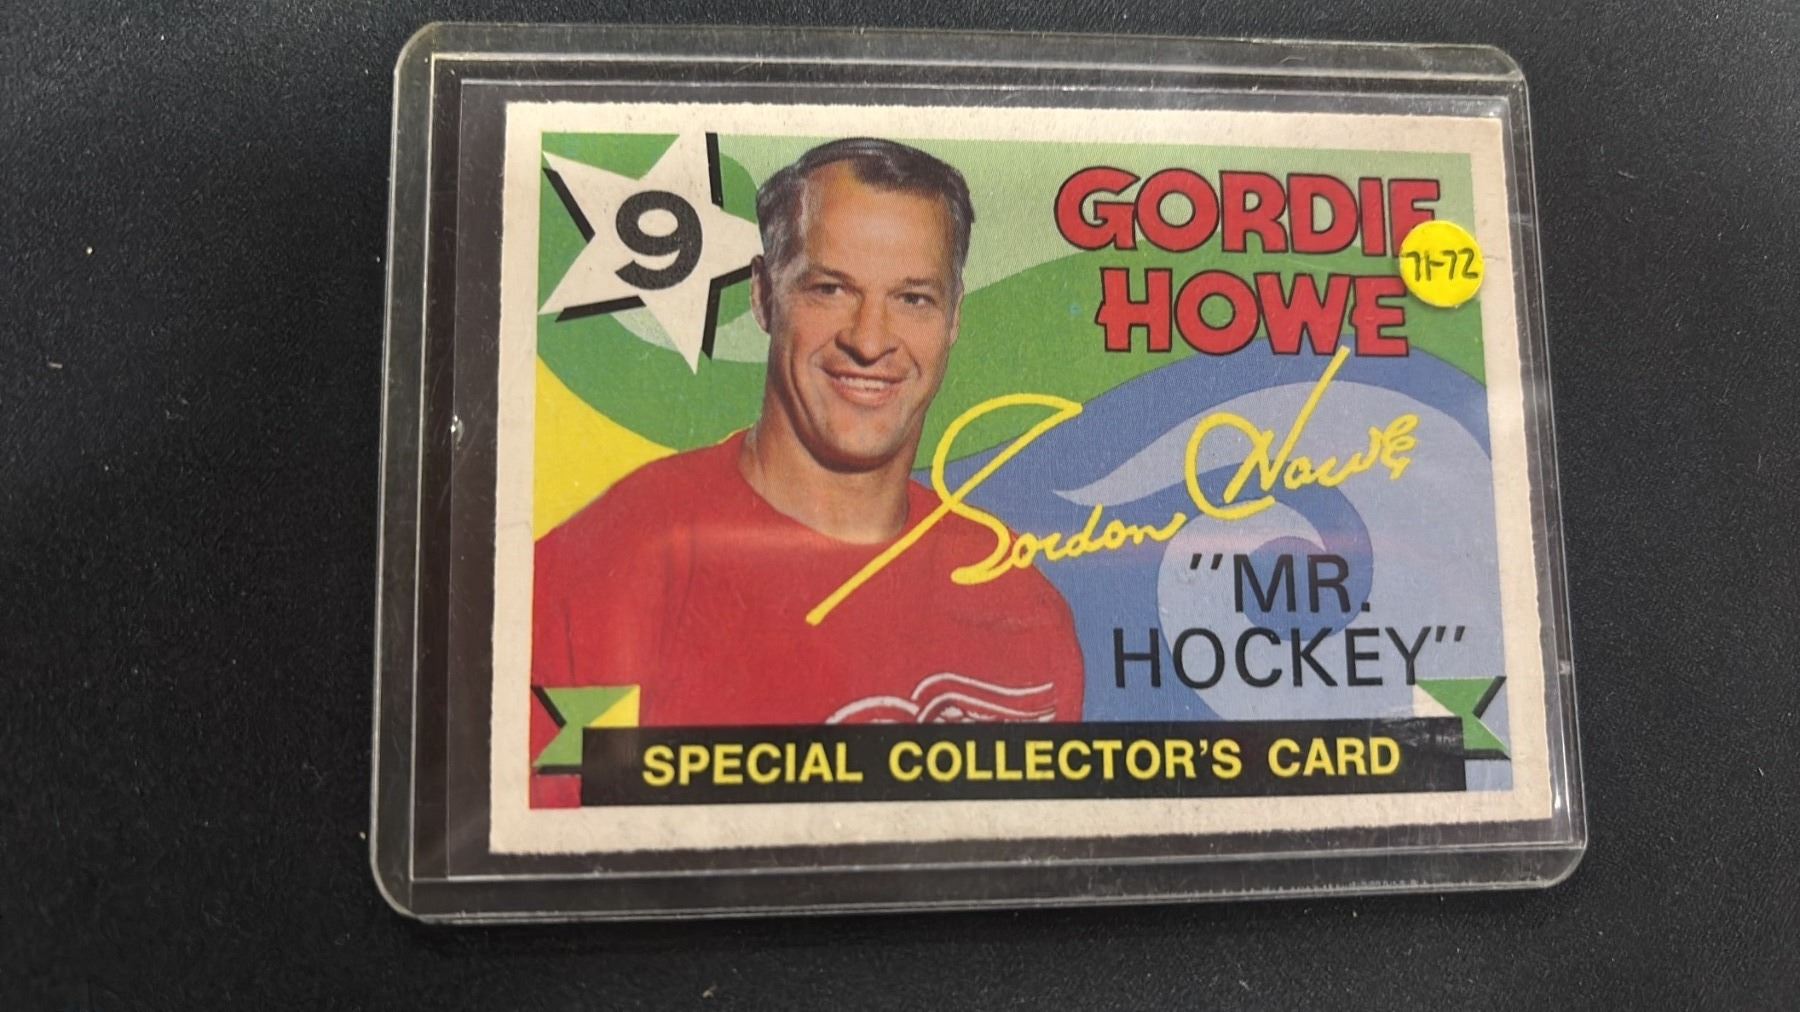 9
GORDIE
HOWE
71-72
Gordon Howe
"MR.
HOCKEY"
SPECIAL COLLECTOR'S CARD